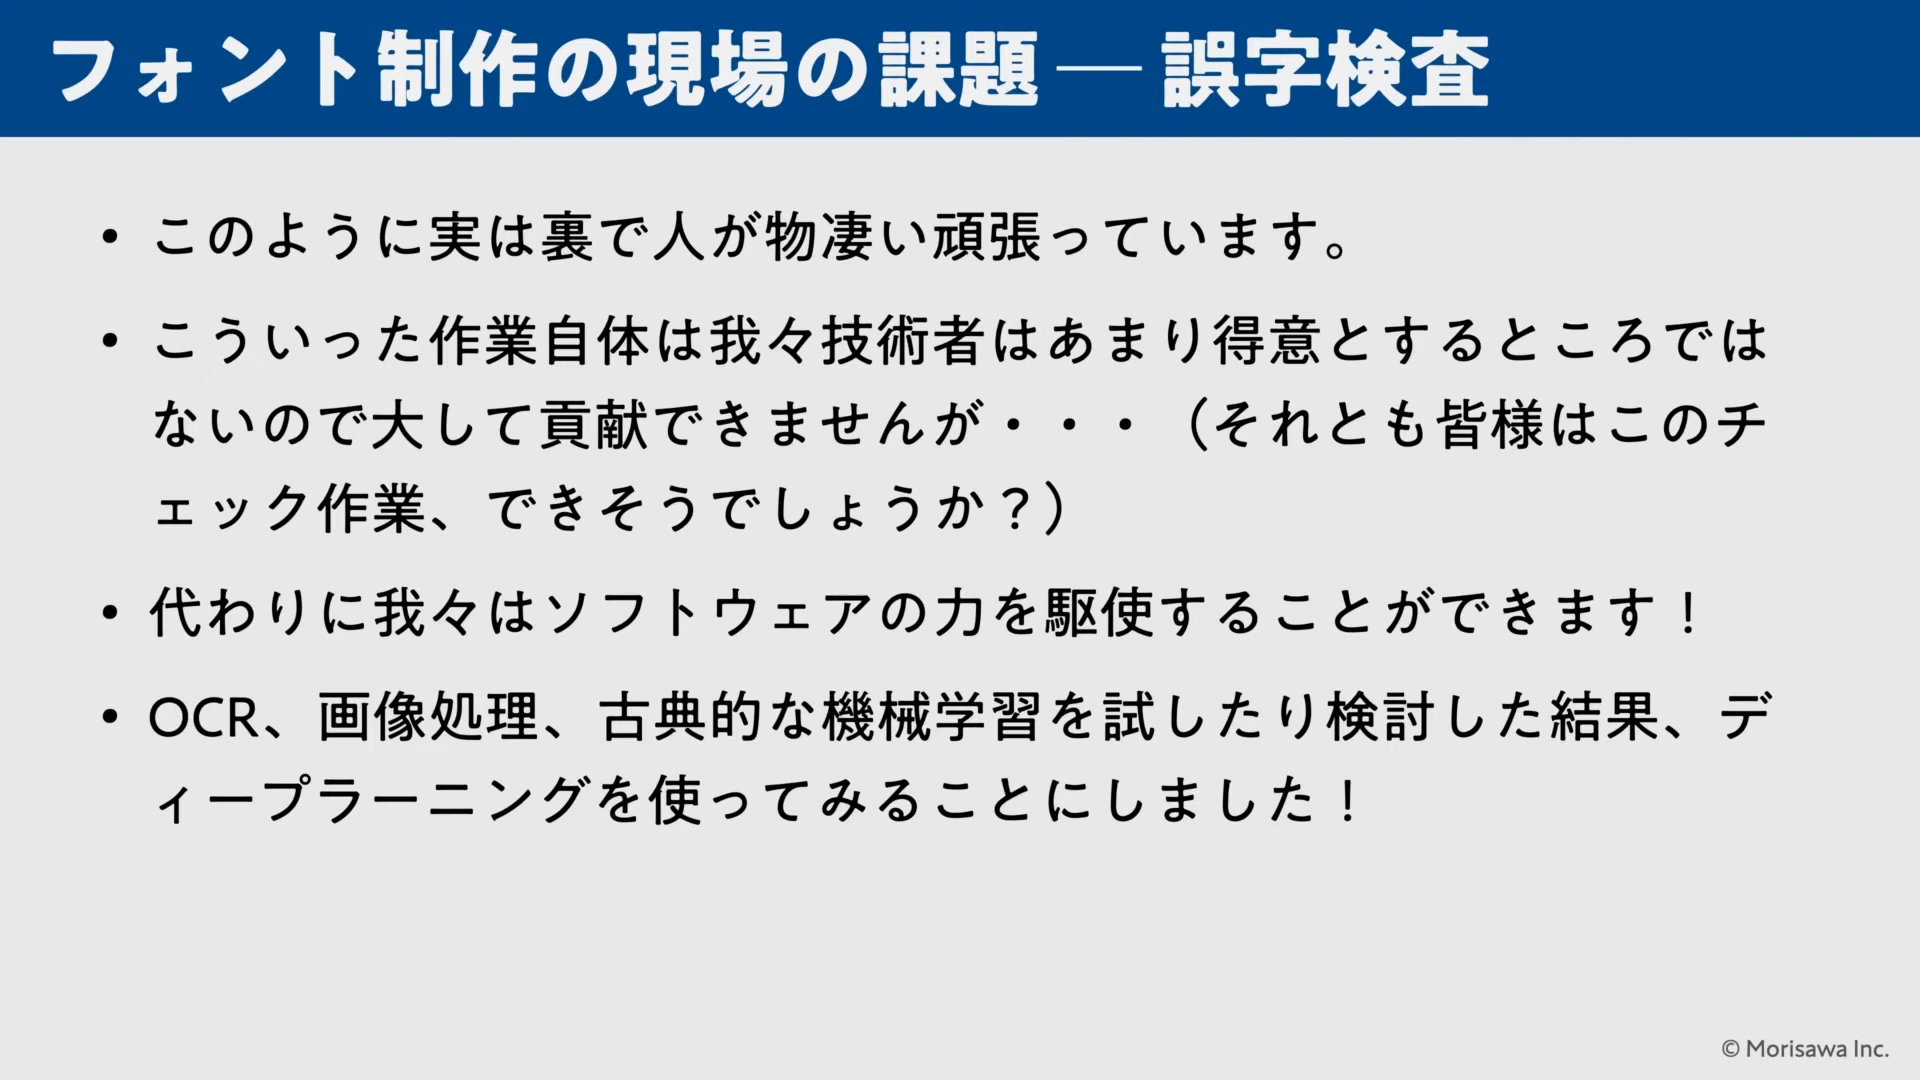 フォント制作の現場の課題 ― 誤字検査
• このように実は裏で人が物凄い頑張っています。
• こういった作業自体は我々技術者はあまり得意とするところでは
ないので大して貢献できませんが・・・（それとも皆様はこのチ
ェック作業、できそうでしょうか？）
• 代わりに我々はソフトウェアの力を駆使することができます！
• OCR、画像処理、古典的な機械学習を試したり検討した結果、デ
ィープラーニングを使ってみることにしました！
© Morisawa Inc.